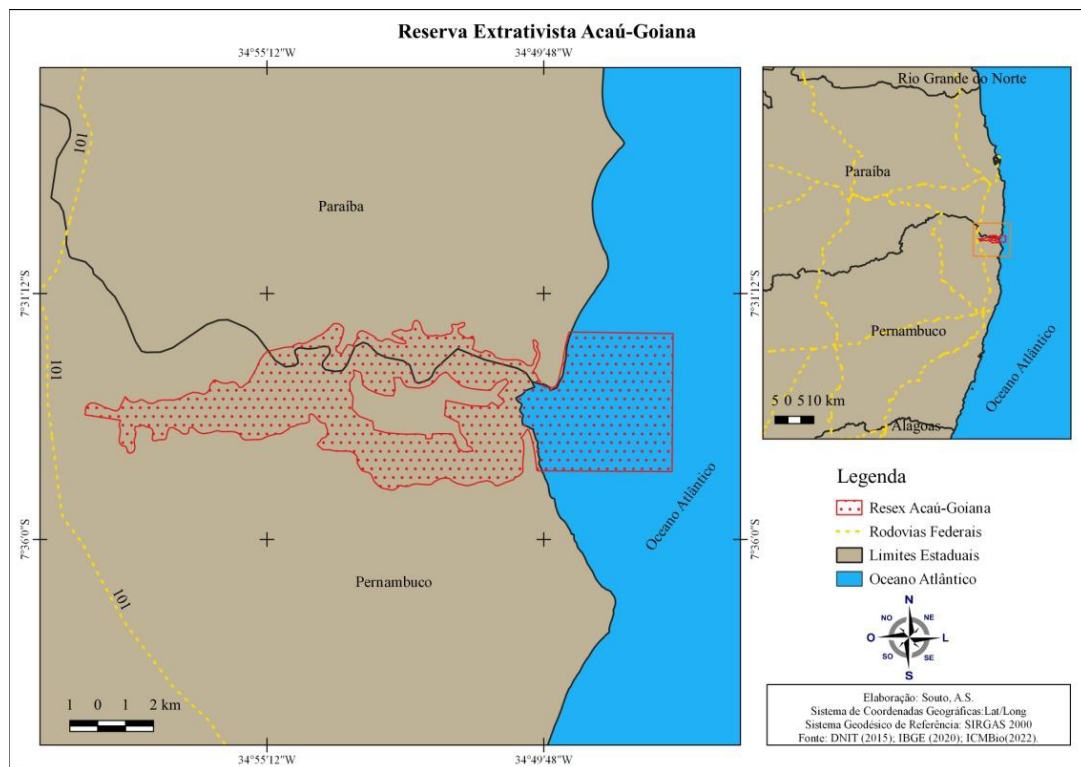 Reserva Extrativista Acaú-Goiana
34°55'12"W
34°49'48"W
101
Paraíba
7°31'12"S
7°31'12"S
101
Oceano Atlântico
7°36'0"S
7°36'0"S
Pernambuco
101
1 0 1 2 km
34°55'12"W
34°49'48"W
Rio Grande do Norte
Paraíba
Pernambuco
Oceano Atlântico
5 0 5 10 km
Alagoas
Legenda
Resex Acaú-Goiana
Rodovias Federais
Limites Estaduais
Oceano Atlântico
N
NO
NE
O
L
SO
SE
S
Elaboração: Souto, A.S.
Sistema de Coordenadas Geográficas:Lat/Long
Sistema Geodésico de Referência: SIRGAS 2000
Fonte: DNIT (2015); IBGE (2020); ICMBio(2022).